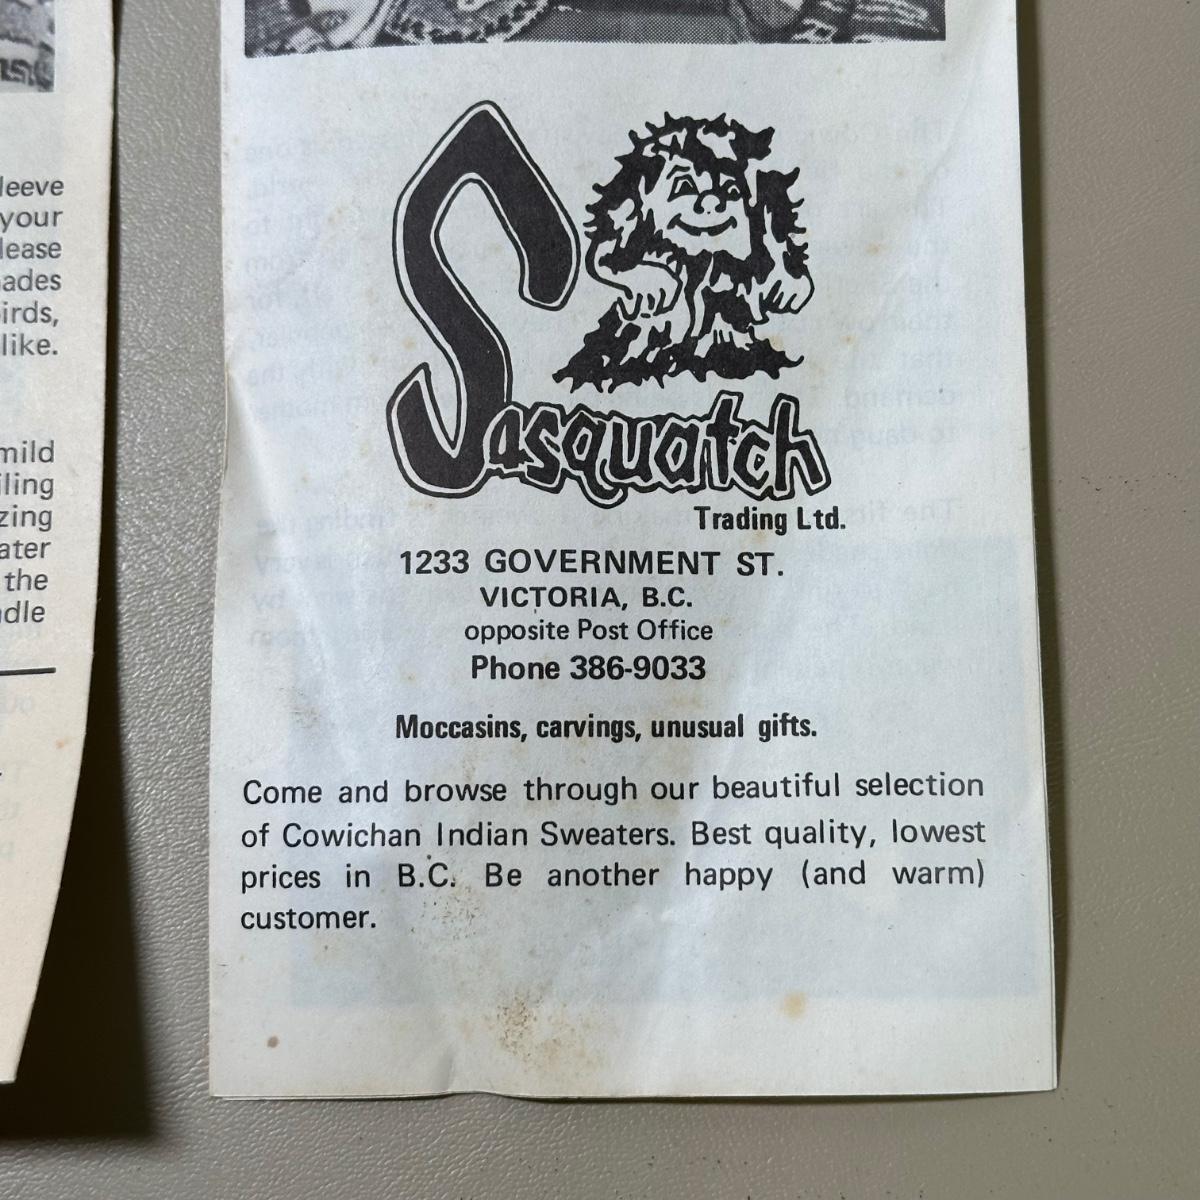 leeve
your
lease
ades
irds,
like.
mild
iling
zing
ater
the
dle
Sasquatch
Trading Ltd.
1233 GOVERNMENT ST.
VICTORIA, B.C.
opposite Post Office
Phone 386-9033
Moccasins, carvings, unusual gifts.
Come and browse through our beautiful selection
of Cowichan Indian Sweaters. Best quality, lowest
prices in B.C. Be another happy (and warm)
customer.